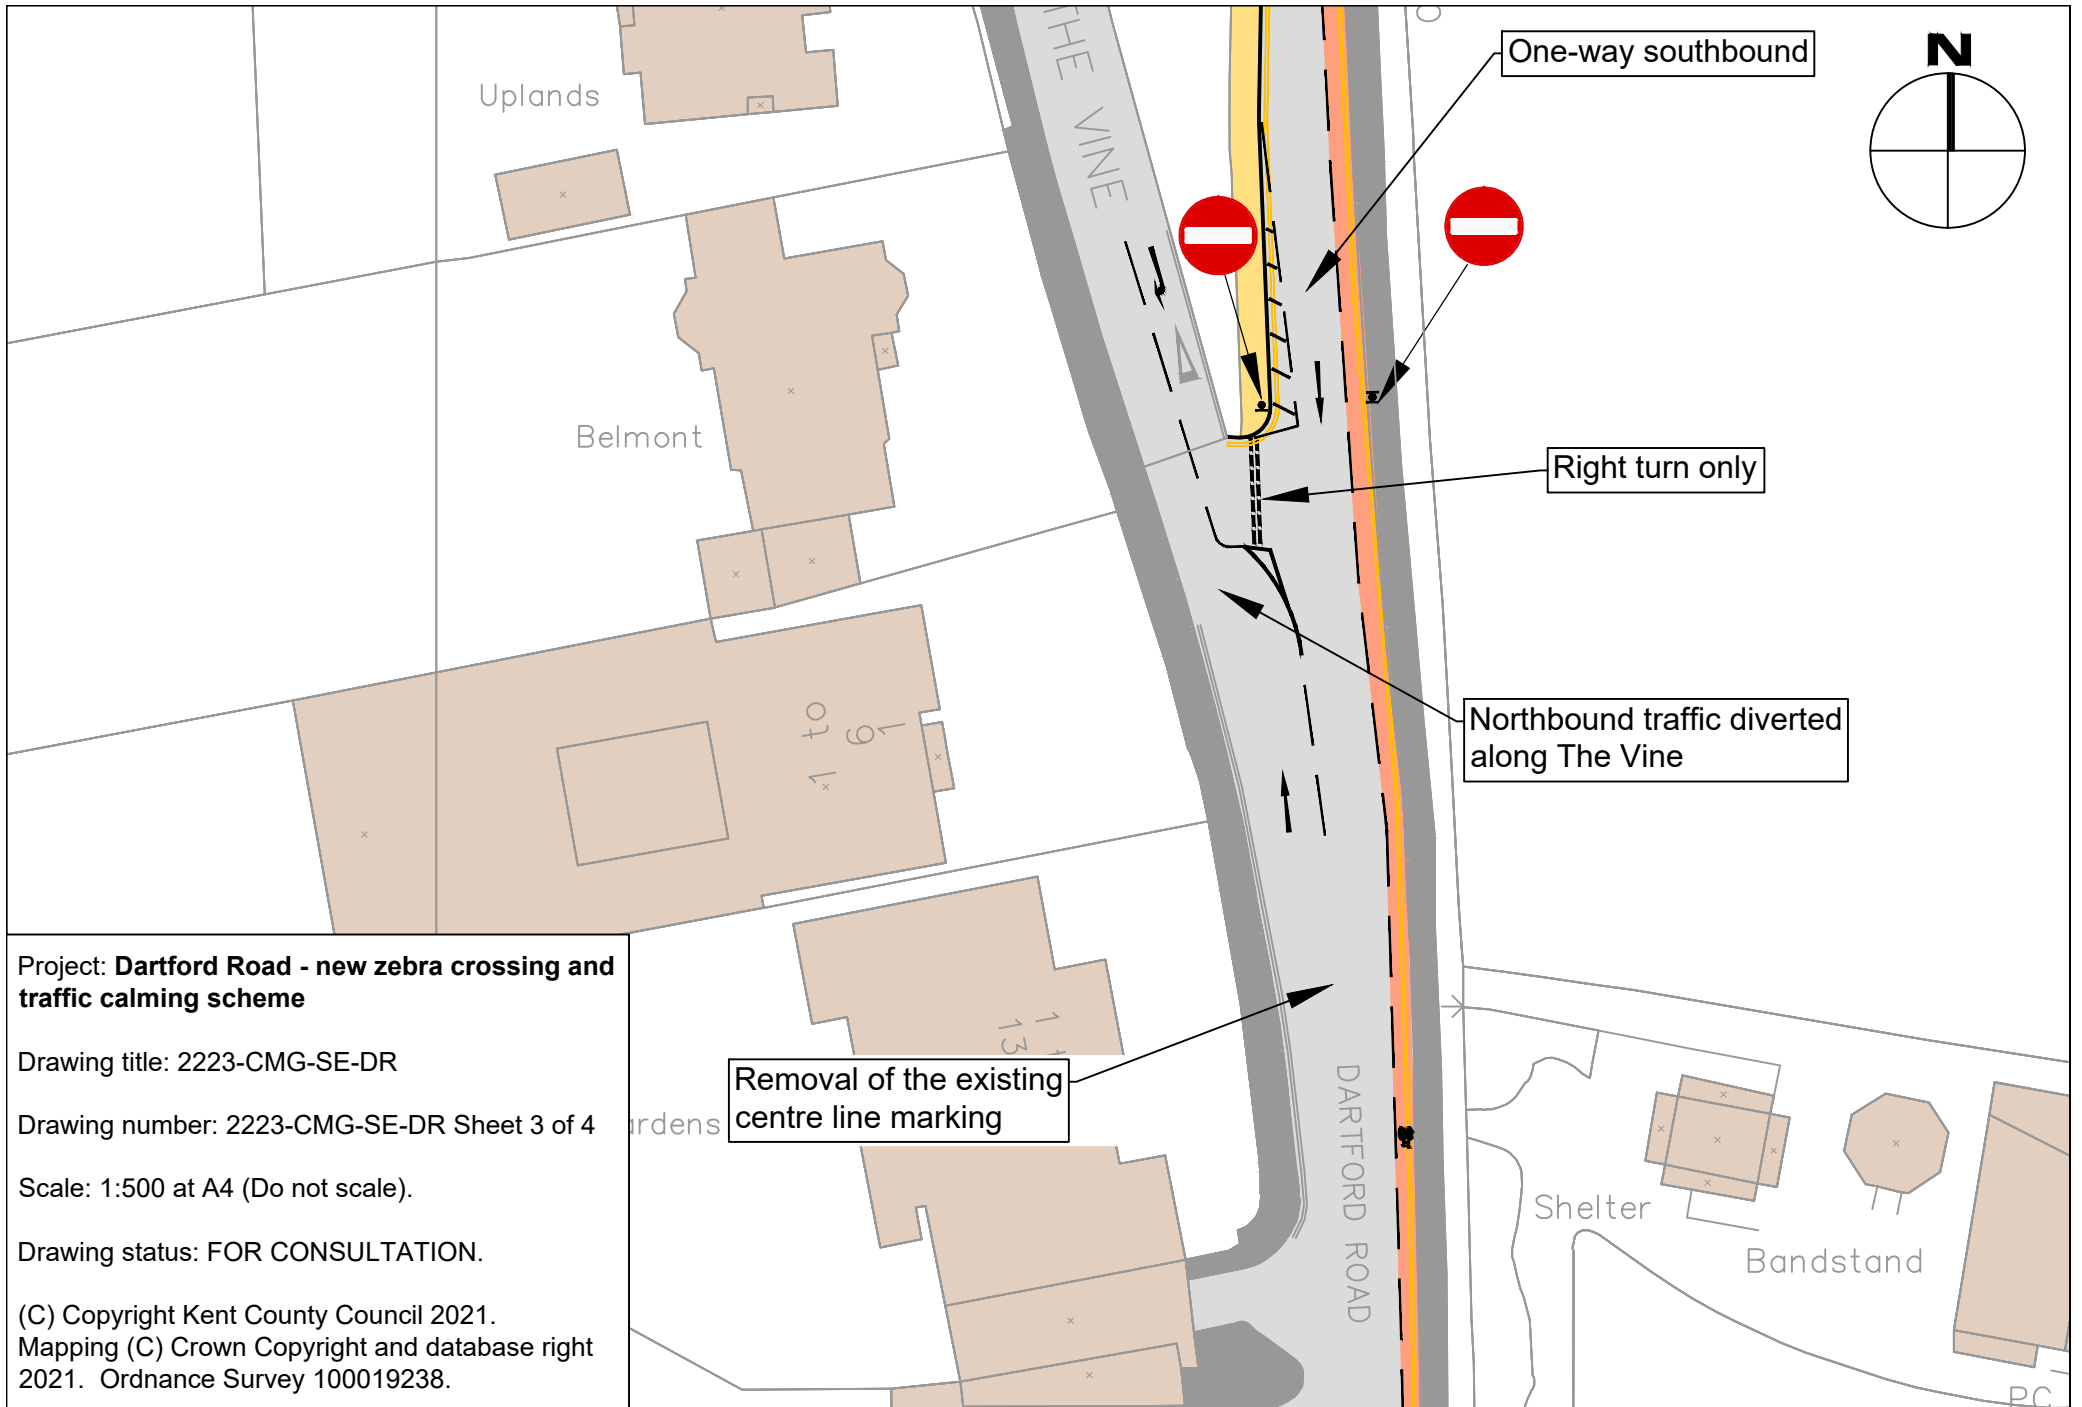 THE VINE
One-way southbound
N
Uplands
Belmont
Right turn only
Northbound traffic diverted
along The Vine
1 to
19
Removal of the existing
centre line marking
rdens
13
DARTFORD ROAD
Shelter
Bandstand
PC
Project: Dartford Road - new zebra crossing and
traffic calming scheme
Drawing title: 2223-CMG-SE-DR
Drawing number: 2223-CMG-SE-DR Sheet 3 of 4
Scale: 1:500 at A4 (Do not scale).
Drawing status: FOR CONSULTATION.
(C) Copyright Kent County Council 2021.
Mapping (C) Crown Copyright and database right
2021. Ordnance Survey 100019238.